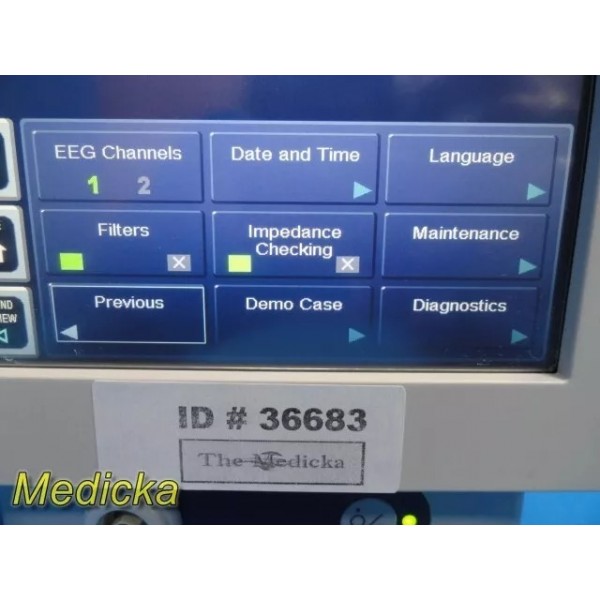 EEG Channels
1 2
Date and Time
Language
Filters
X
Impedance
Checking
X
Maintenance
Previous
Demo Case
Diagnostics
ID # 36683
The Medicka
Medicka